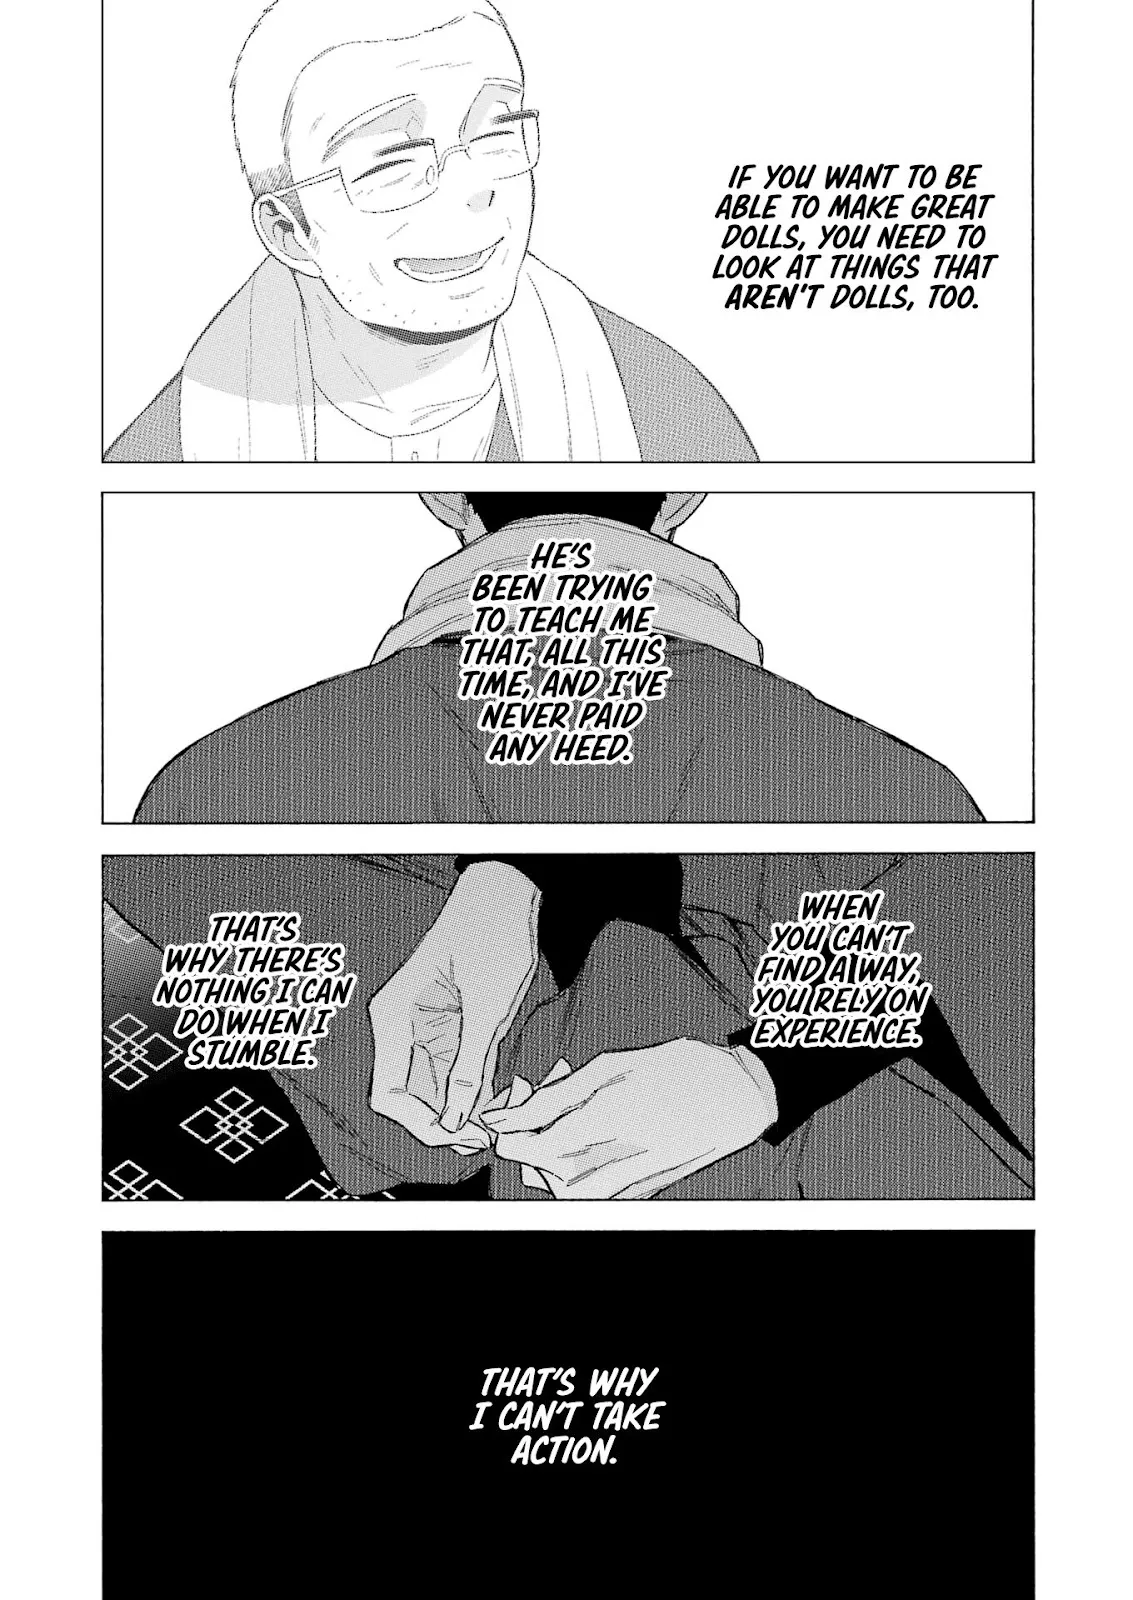 IF YOU WANT TO BE
ABLE TO MAKE GREAT
DOLLS, YOU NEED TO
LOOK AT THINGS THAT
AREN'T DOLLS, TOO.
HE'S
BEEN TRYING
TO TEACH ME
THAT, ALL THIS
TIME, AND I'VE
NEVER PAID
ANY HEED.
WHEN
YOU CAN'T
FIND A WAY,
YOU RELY ON
EXPERIENCE.
THAT'S
WHY THERE'S
NOTHING I CAN
DO WHEN I
STUMBLE.
THAT'S WHY
I CAN'T TAKE
ACTION.